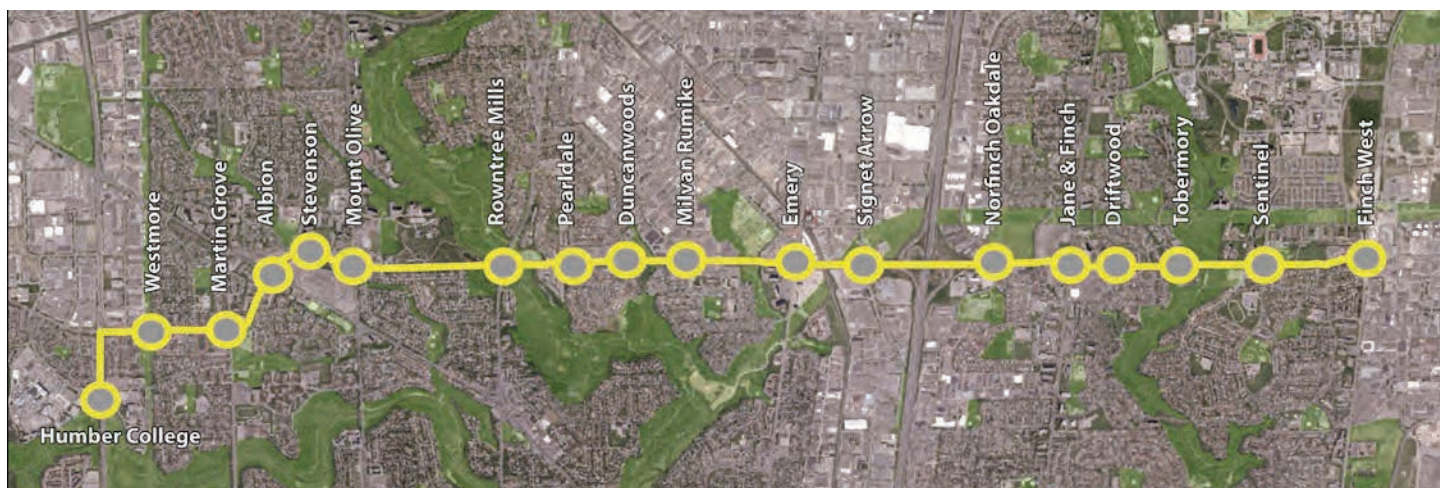 Humber College
Westmore
Martin Grove
Albion
Stevenson
Mount Olive
Rowntree Mills
Pearldale
Duncanwoods
Milvan Rumike
Emery
Signet Arrow
Norfinch Oakdale
Jane & Finch
Driftwood
Tobermory
Sentinel
Finch West